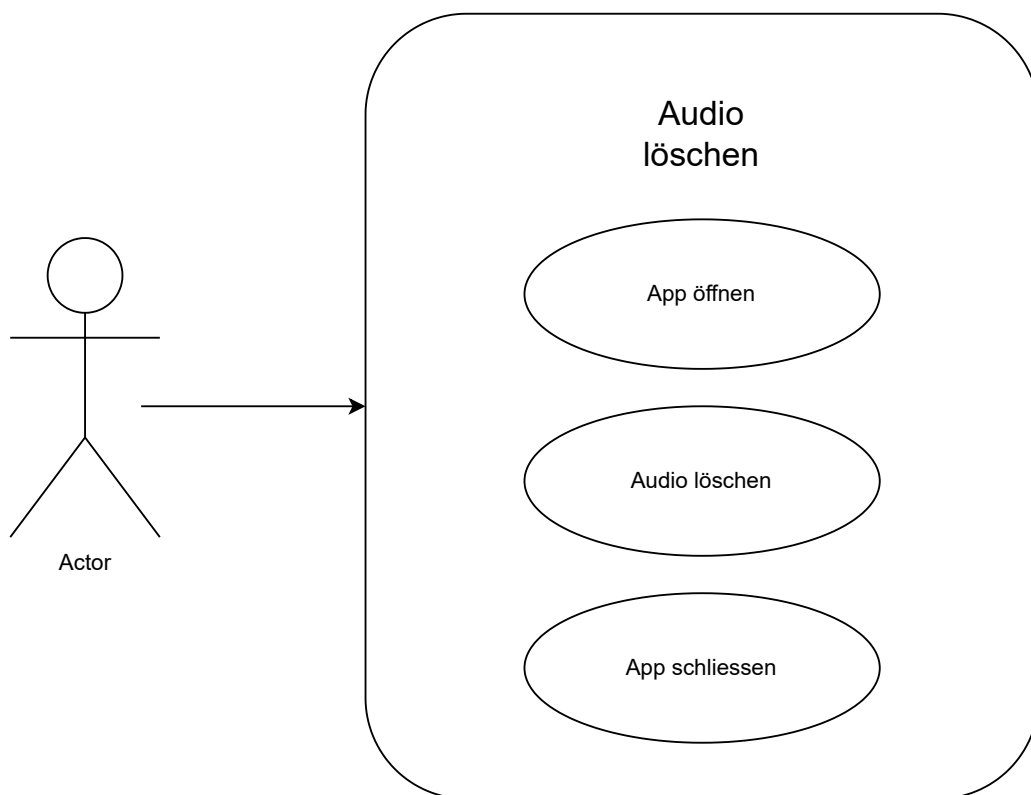 Audio
löschen
App öffnen
Audio löschen
Actor
App schliessen